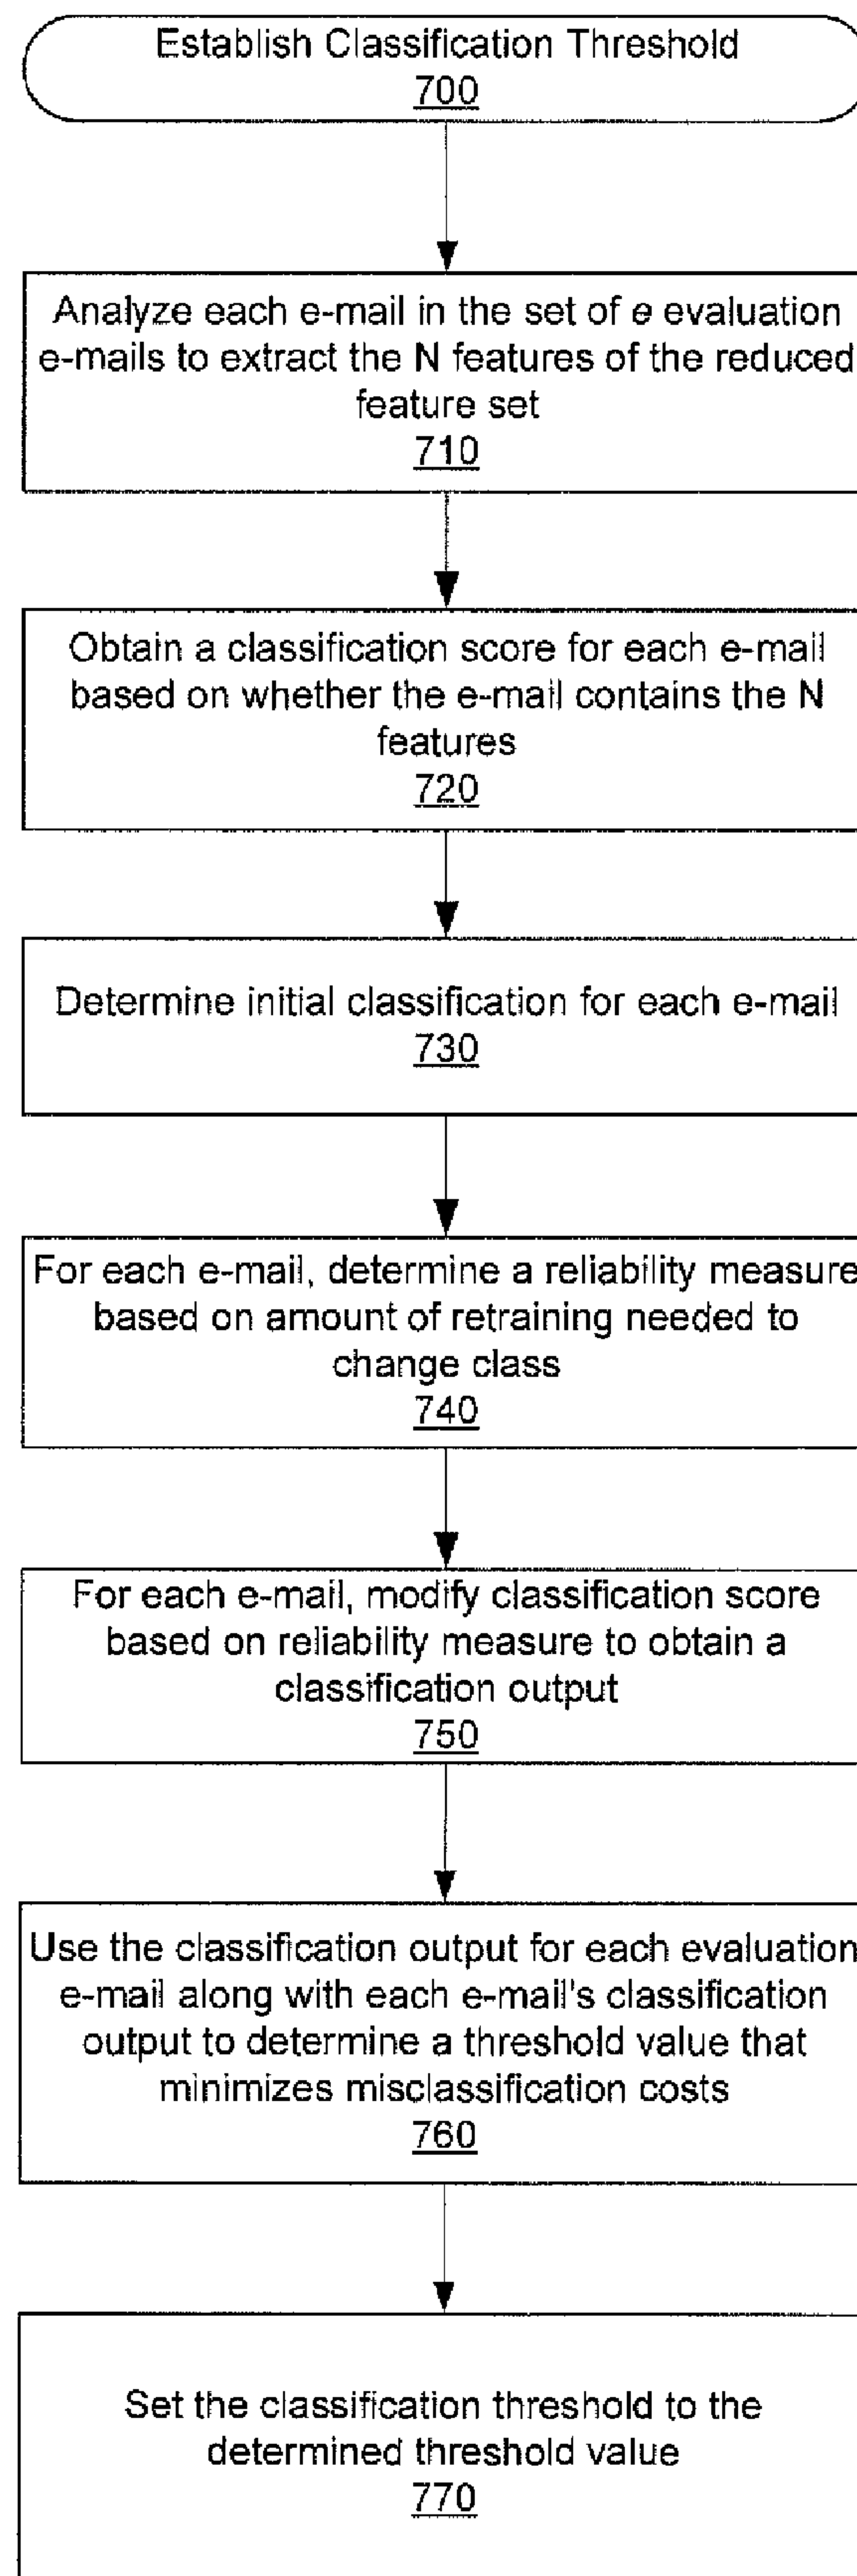 Establish Classification Threshold
700
Analyze each e-mail in the set of e evaluation
e-mails to extract the N features of the reduced
feature set
710
Obtain a classification score for each e-mail
based on whether the e-mail contains the N
features
720
Determine initial classification for each e-mail
730
For each e-mail, determine a reliability measure
based on amount of retraining needed to
change class
740
For each e-mail, modify classification score
based on reliability measure to obtain a
classification output
750
Use the classification output for each evaluation
e-mail along with each e-mail's classification
output to determine a threshold value that
minimizes misclassification costs
760
Set the classification threshold to the
determined threshold value
770